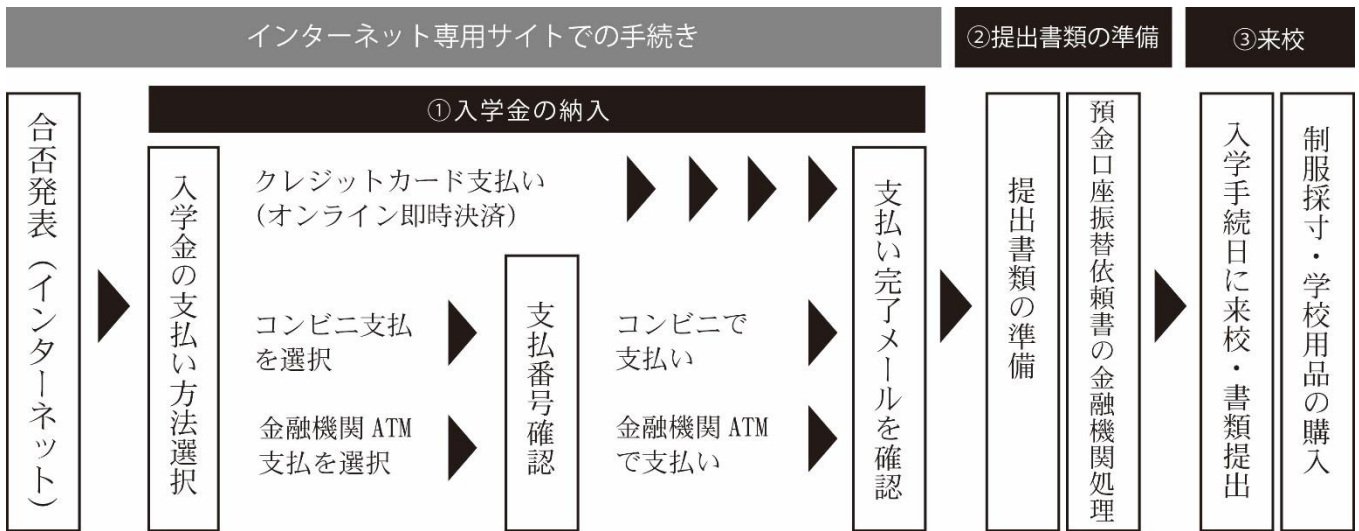 インターネット専用サイトでの手続き
②提出書類の準備
③来校
①入学金の納入
合否発表（インターネット）
入学金の支払い方法選択
クレジットカード支払い
(オンライン即時決済)
コンビニ支払
を選択
金融機関 ATM
支払を選択
支払番号確認
コンビニで
支払い
金融機関 ATM
で支払い
支払い完了メールを確認
提出書類の準備
預金口座振替依頼書の金融機関処理
入学手続日に来校・書類提出
制服採寸・学校用品の購入